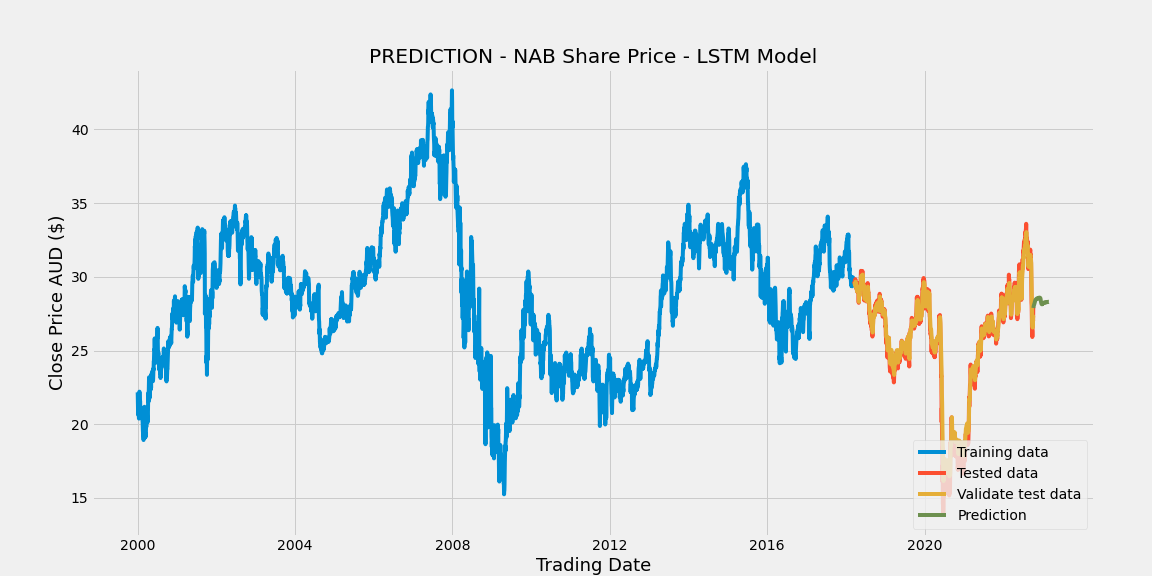 PREDICTION - NAB Share Price - LSTM Model
Close Price AUD ($)
40
35
30
25
20
15
2000 2004 2008 2012 2016 2020
Trading Date
Training data
Tested data
Validate test data
Prediction